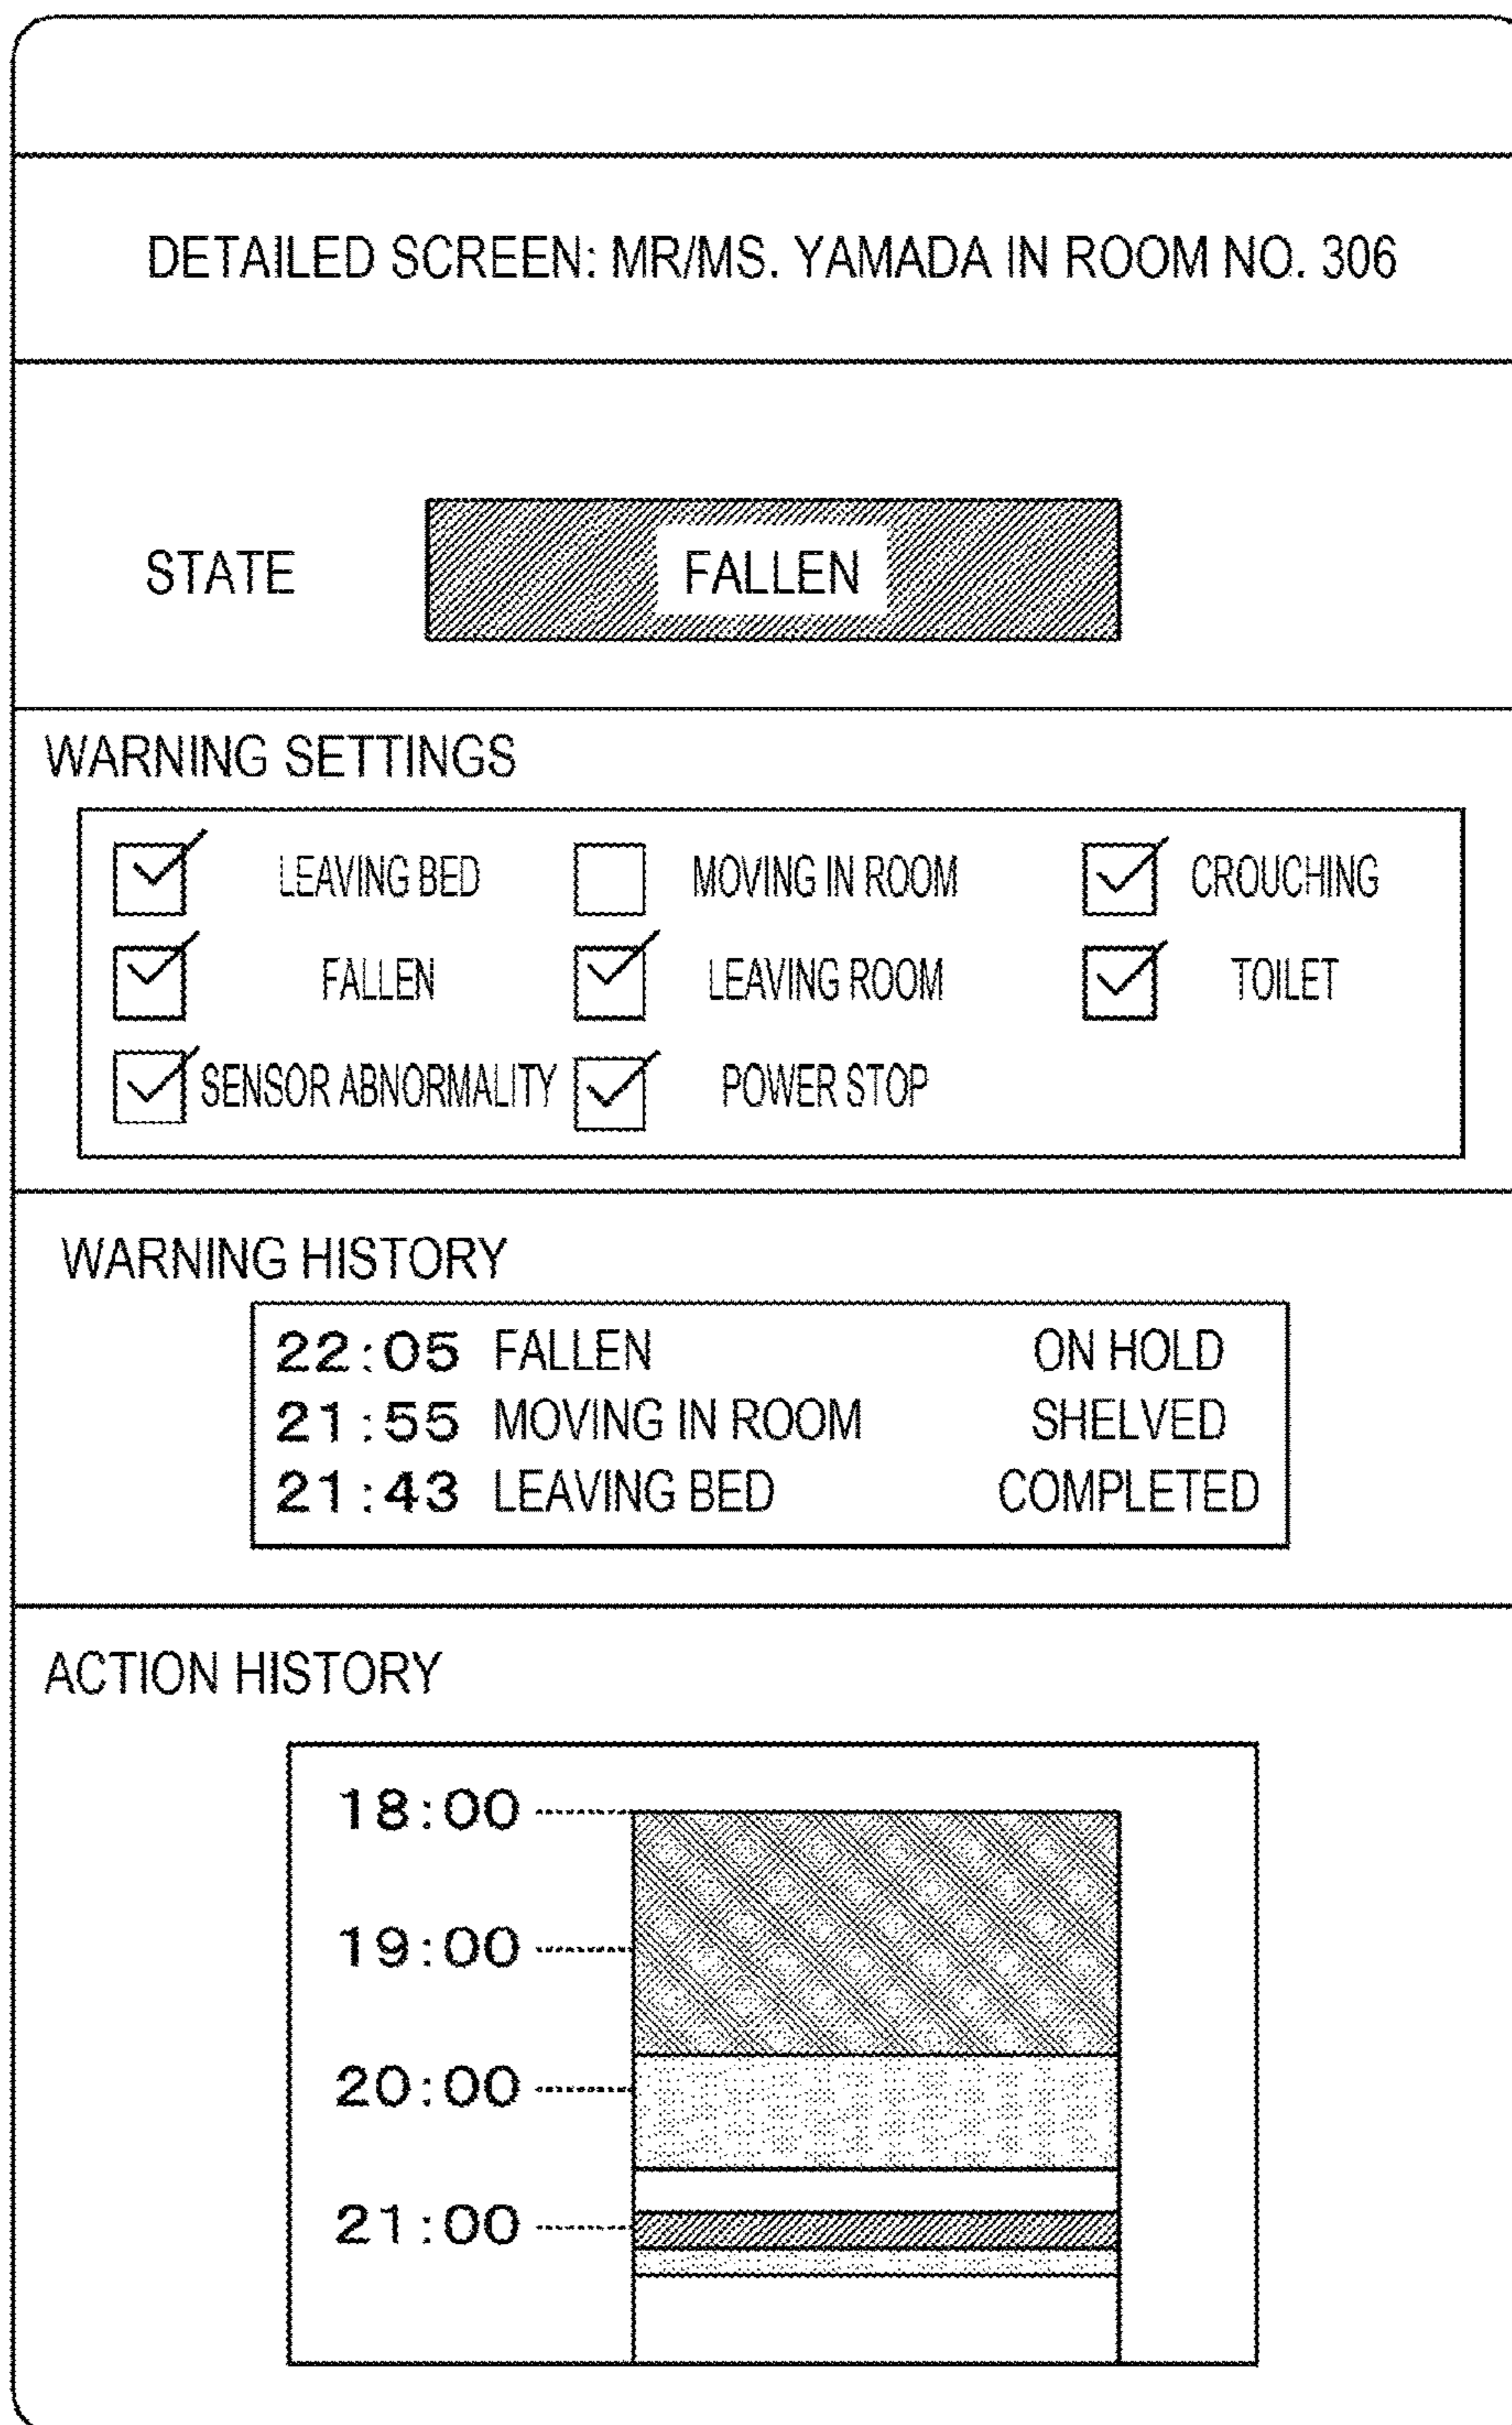 DETAILED SCREEN: MR/MS. YAMADA IN ROOM NO. 306
STATE FALLEN
WARNING SETTINGS
LEAVING BED MOVING IN ROOM CROUCHING
FALLEN LEAVING ROOM TOILET
SENSOR ABNORMALITY POWER STOP
WARNING HISTORY
22:05 FALLEN ON HOLD
21:55 MOVING IN ROOM SHELVED
21:43 LEAVING BED COMPLETED
ACTION HISTORY
18:00
19:00
20:00
21:00